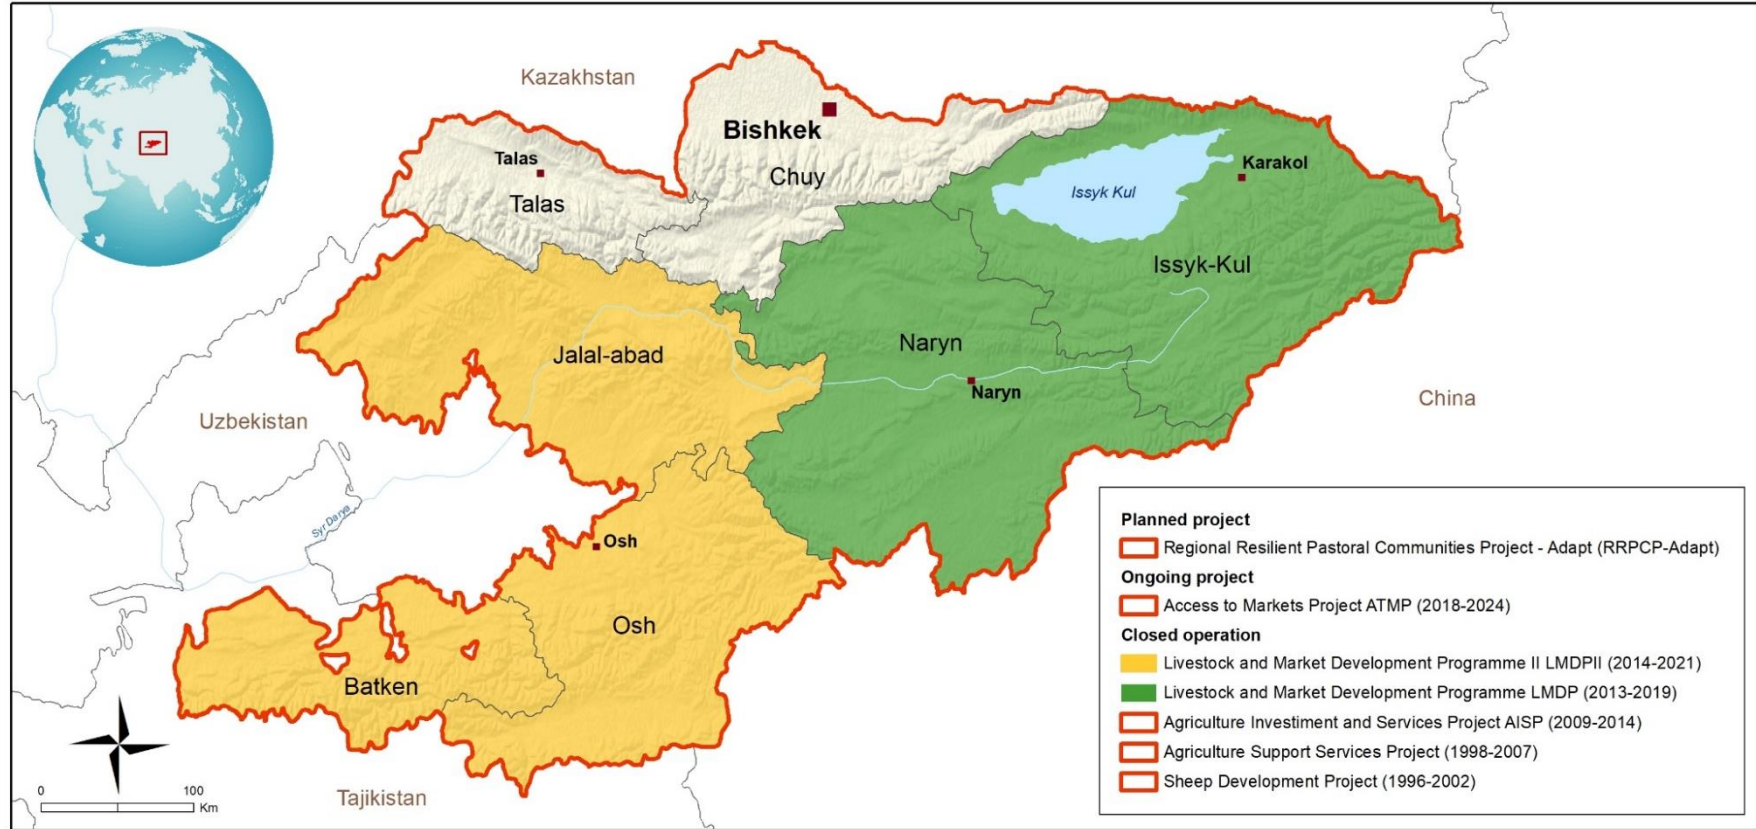 Kazakhstan
Bishkek
Talas
Chuy
Karakol
Issyk Kul
Talas
Issyk-Kul
Naryn
Jalal-abad
Naryn
China
Uzbekistan
Syr Darya
Osh
Osh
Batken
Tajikistan
0 100
Km
Planned project
Regional Resilient Pastoral Communities Project - Adapt (RRPCP-Adapt)
Ongoing project
Access to Markets Project ATMP (2018-2024)
Closed operation
Livestock and Market Development Programme II LMDPII (2014-2021)
Livestock and Market Development Programme LMDP (2013-2019)
Agriculture Investiment and Services Project AISP (2009-2014)
Agriculture Support Services Project (1998-2007)
Sheep Development Project (1996-2002)